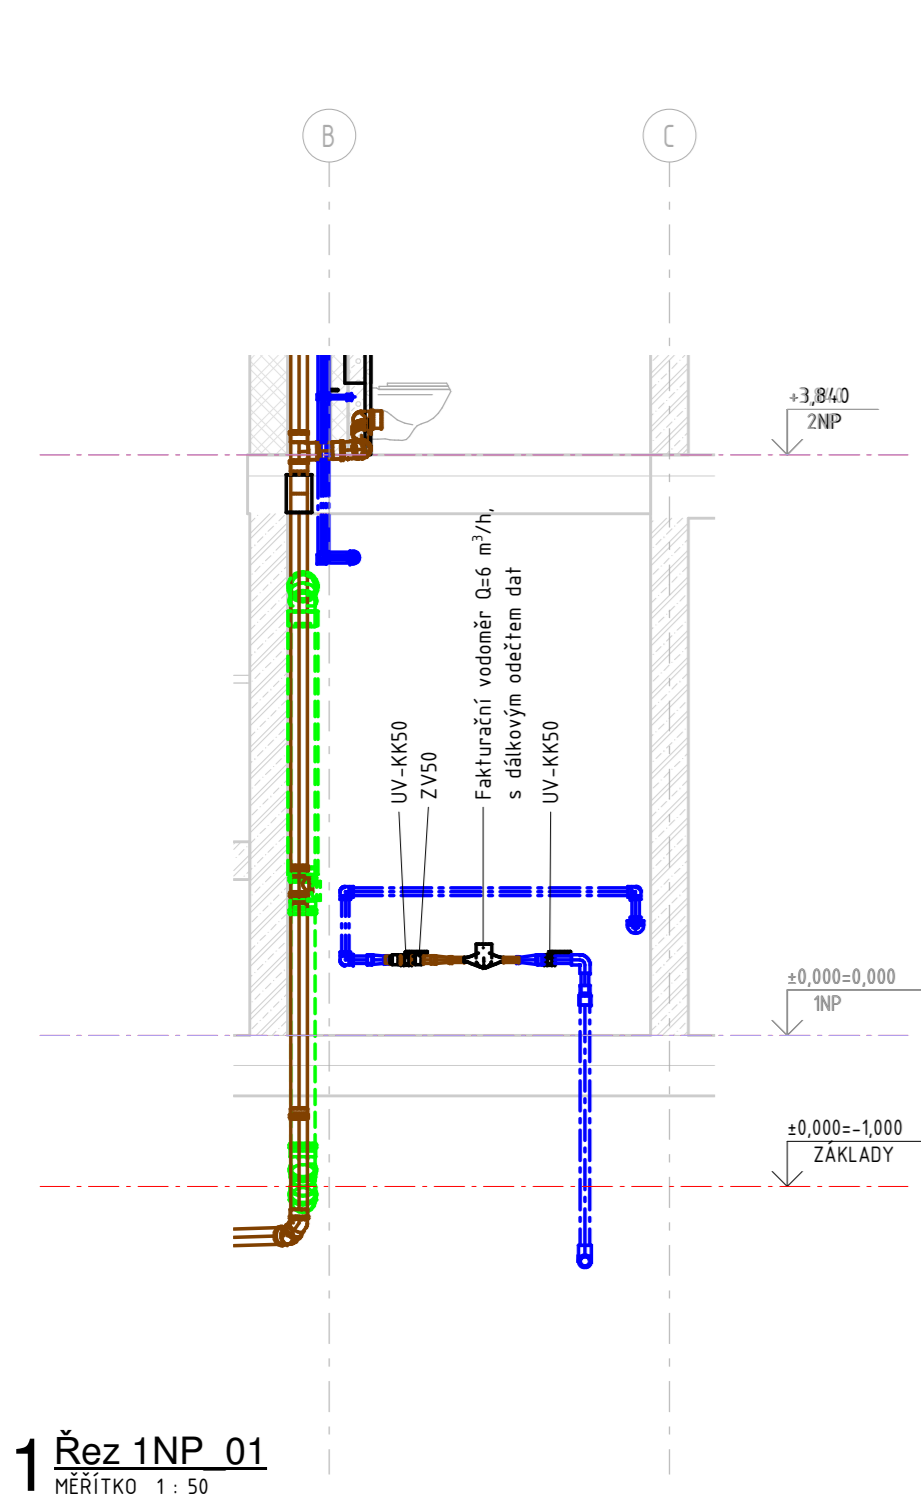 B
C
+3,840
2NP
Fakturační vodoměr Q=6 m³/h,
s dálkovým odečtem dat
UV-KK50
ZV50
UV-KK50
±0,000=0,000
1NP
±0,000=-1,000
ZÁKLADY
1 Řez 1NP_01
MĚŘÍTKO 1 : 50